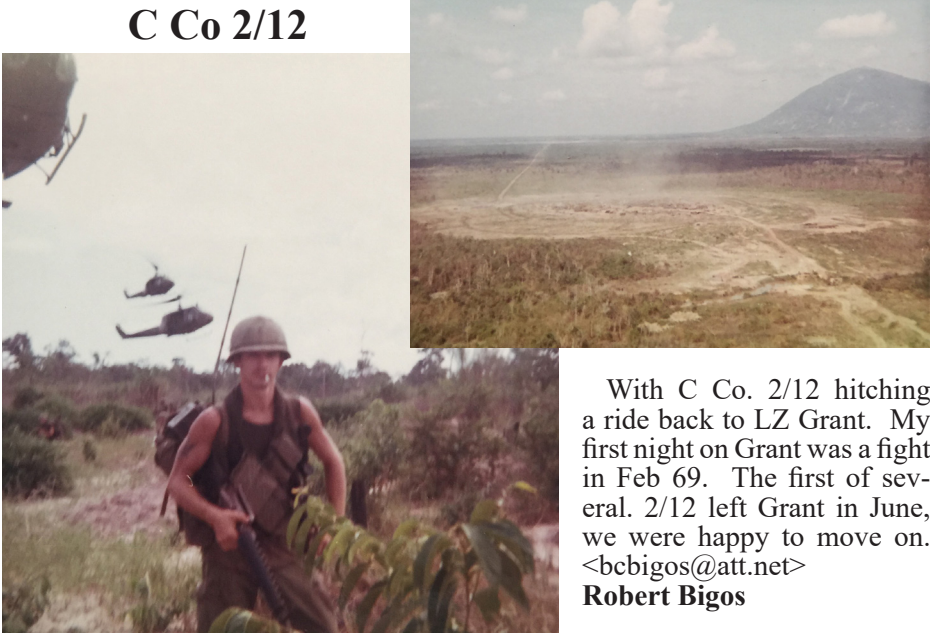 C Co 2/12
With C Co. 2/12 hitching
a ride back to LZ Grant. My
first night on Grant was a fight
in Feb 69. The first of sev-
eral. 2/12 left Grant in June,
we were happy to move on.
<bcbigos@att.net>
Robert Bigos